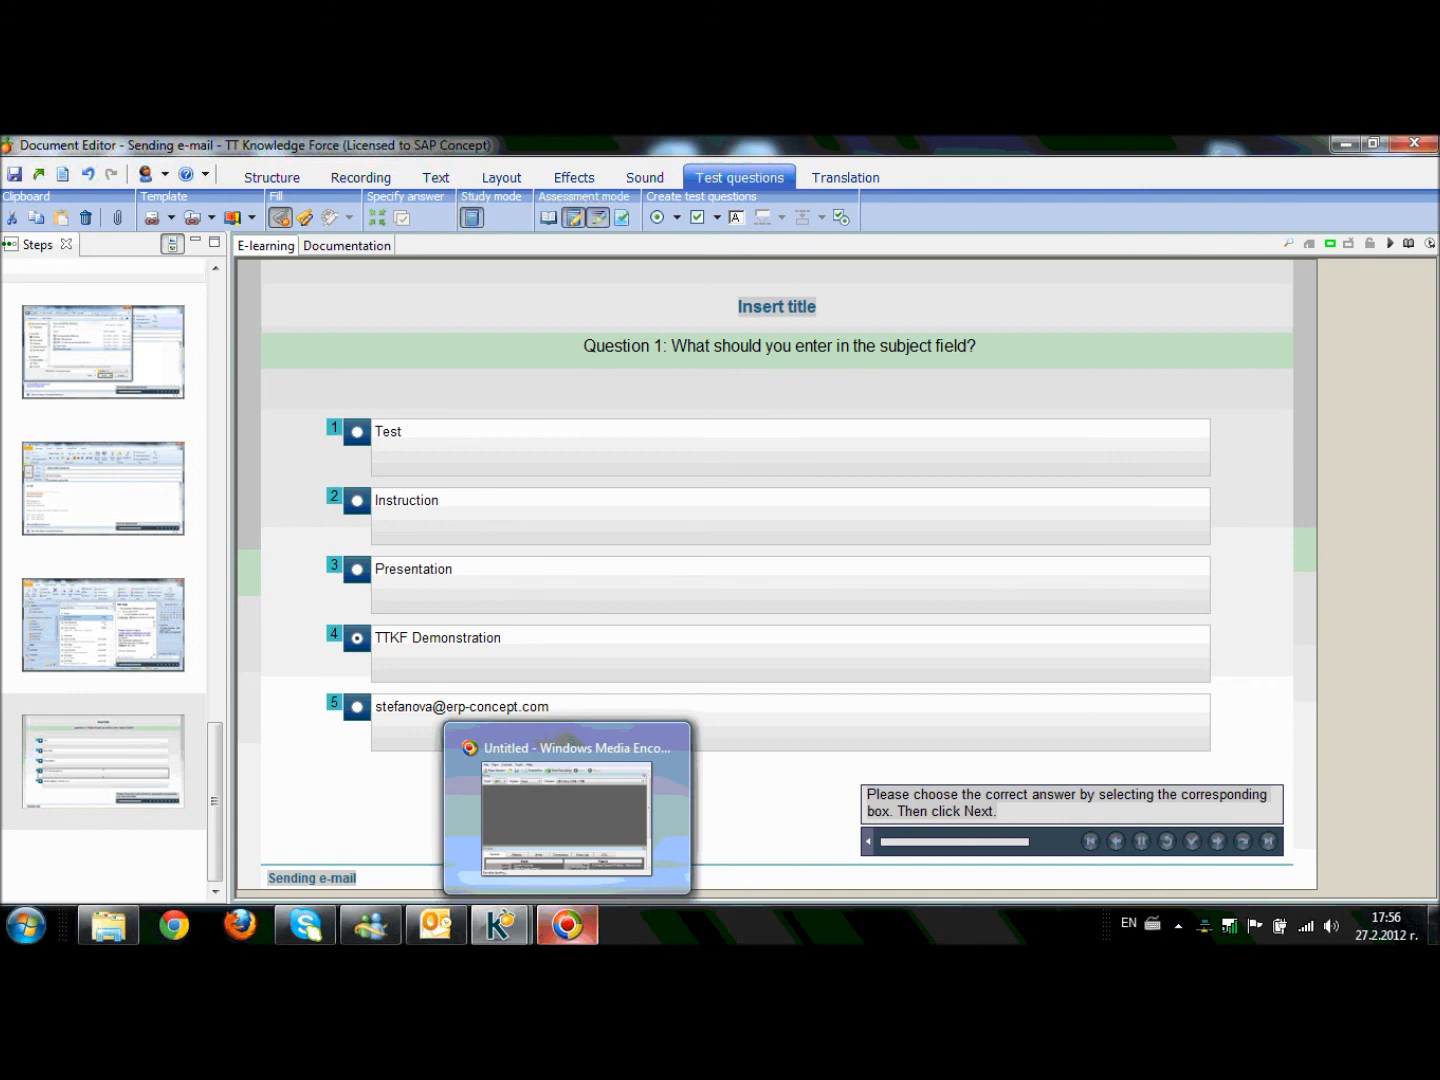 Document Editor - Sending e-mail - TT Knowledge Force (Licensed to SAP Concept)
Structure Recording Text Layout Effects Sound Test questions Translation
Clipboard Template Fill Specify answer Study mode Assessment mode Create test questions
Steps E-learning Documentation
Insert title
Question 1: What should you enter in the subject field?
1 Test
2 Instruction
3 Presentation
4 TTKF Demonstration
5 stefanova@erp-concept.com
Untitled - Windows Media Enco...
Please choose the correct answer by selecting the corresponding
box. Then click Next.
Sending e-mail
EN
17:56
27.2.2012 г.